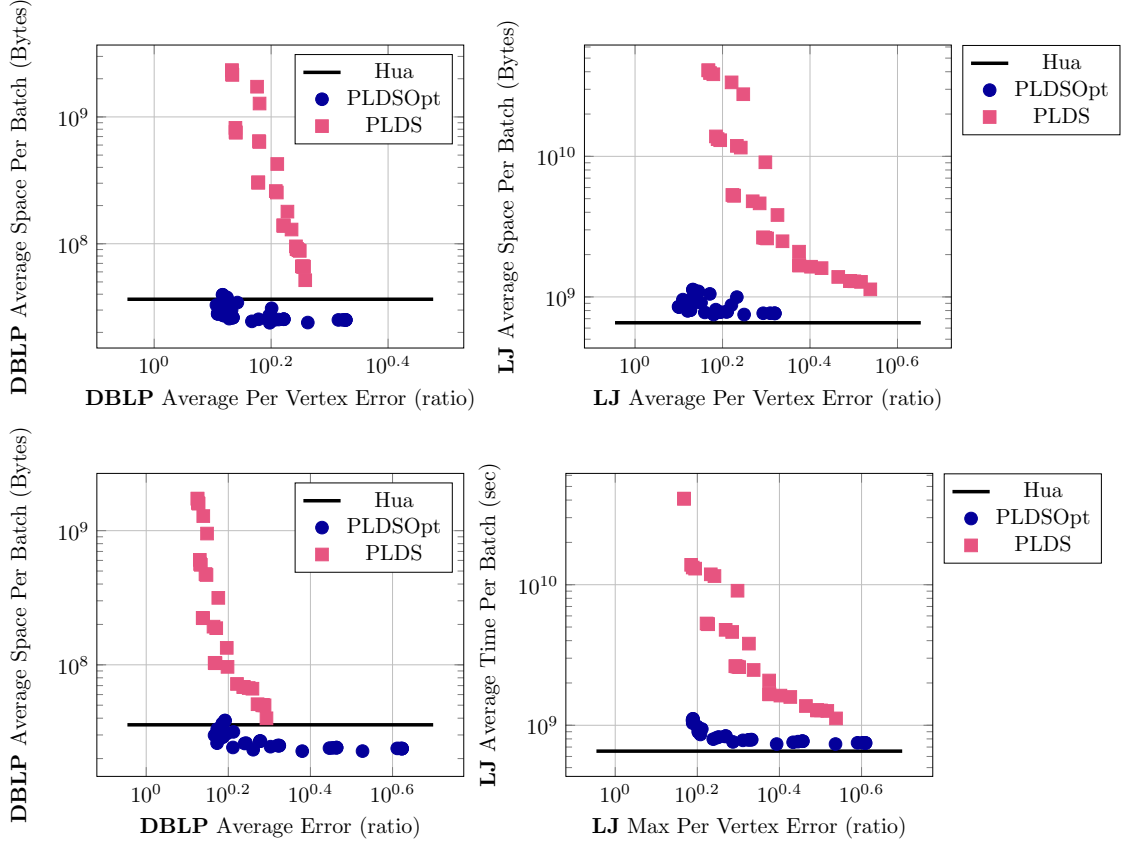 DBLP Average Space Per Batch (Bytes)
10^9
10^8
Hua
PLDSOpt
PLDS
10^0
10^0.2
10^0.4
DBLP Average Per Vertex Error (ratio)
LJ Average Space Per Batch (Bytes)
10^10
10^9
Hua
PLDSOpt
PLDS
10^0
10^0.2
10^0.4
10^0.6
LJ Average Per Vertex Error (ratio)
DBLP Average Space Per Batch (Bytes)
10^9
10^8
Hua
PLDSOpt
PLDS
10^0
10^0.2
10^0.4
10^0.6
DBLP Average Error (ratio)
LJ Average Time Per Batch (sec)
10^10
10^9
Hua
PLDSOpt
PLDS
10^0
10^0.2
10^0.4
10^0.6
LJ Max Per Vertex Error (ratio)